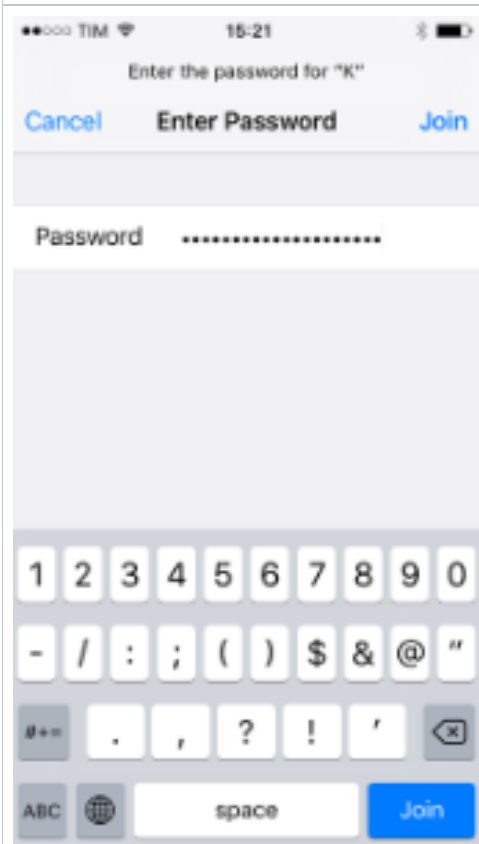 TIM 15:21
Enter the password for "K"
Cancel Enter Password Join
Password ••••••••••••••••••••
1 2 3 4 5 6 7 8 9 0
- / : ; ( ) $ & @ "
#+= . , ? ! '
ABC space Join